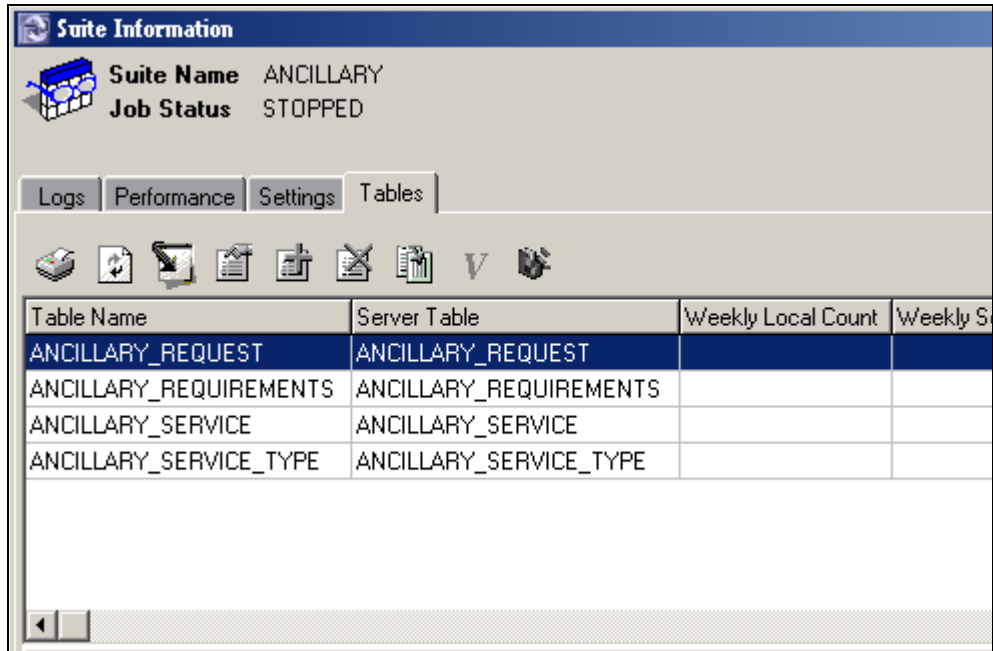 Suite Information
Suite Name ANCILLARY
Job Status STOPPED
Logs Performance Settings Tables
V
Table Name Server Table Weekly Local Count Weekly
ANCILLARY_REQUEST ANCILLARY_REQUEST
ANCILLARY_REQUIREMENTS ANCILLARY_REQUIREMENTS
ANCILLARY_SERVICE ANCILLARY_SERVICE
ANCILLARY_SERVICE_TYPE ANCILLARY_SERVICE_TYPE